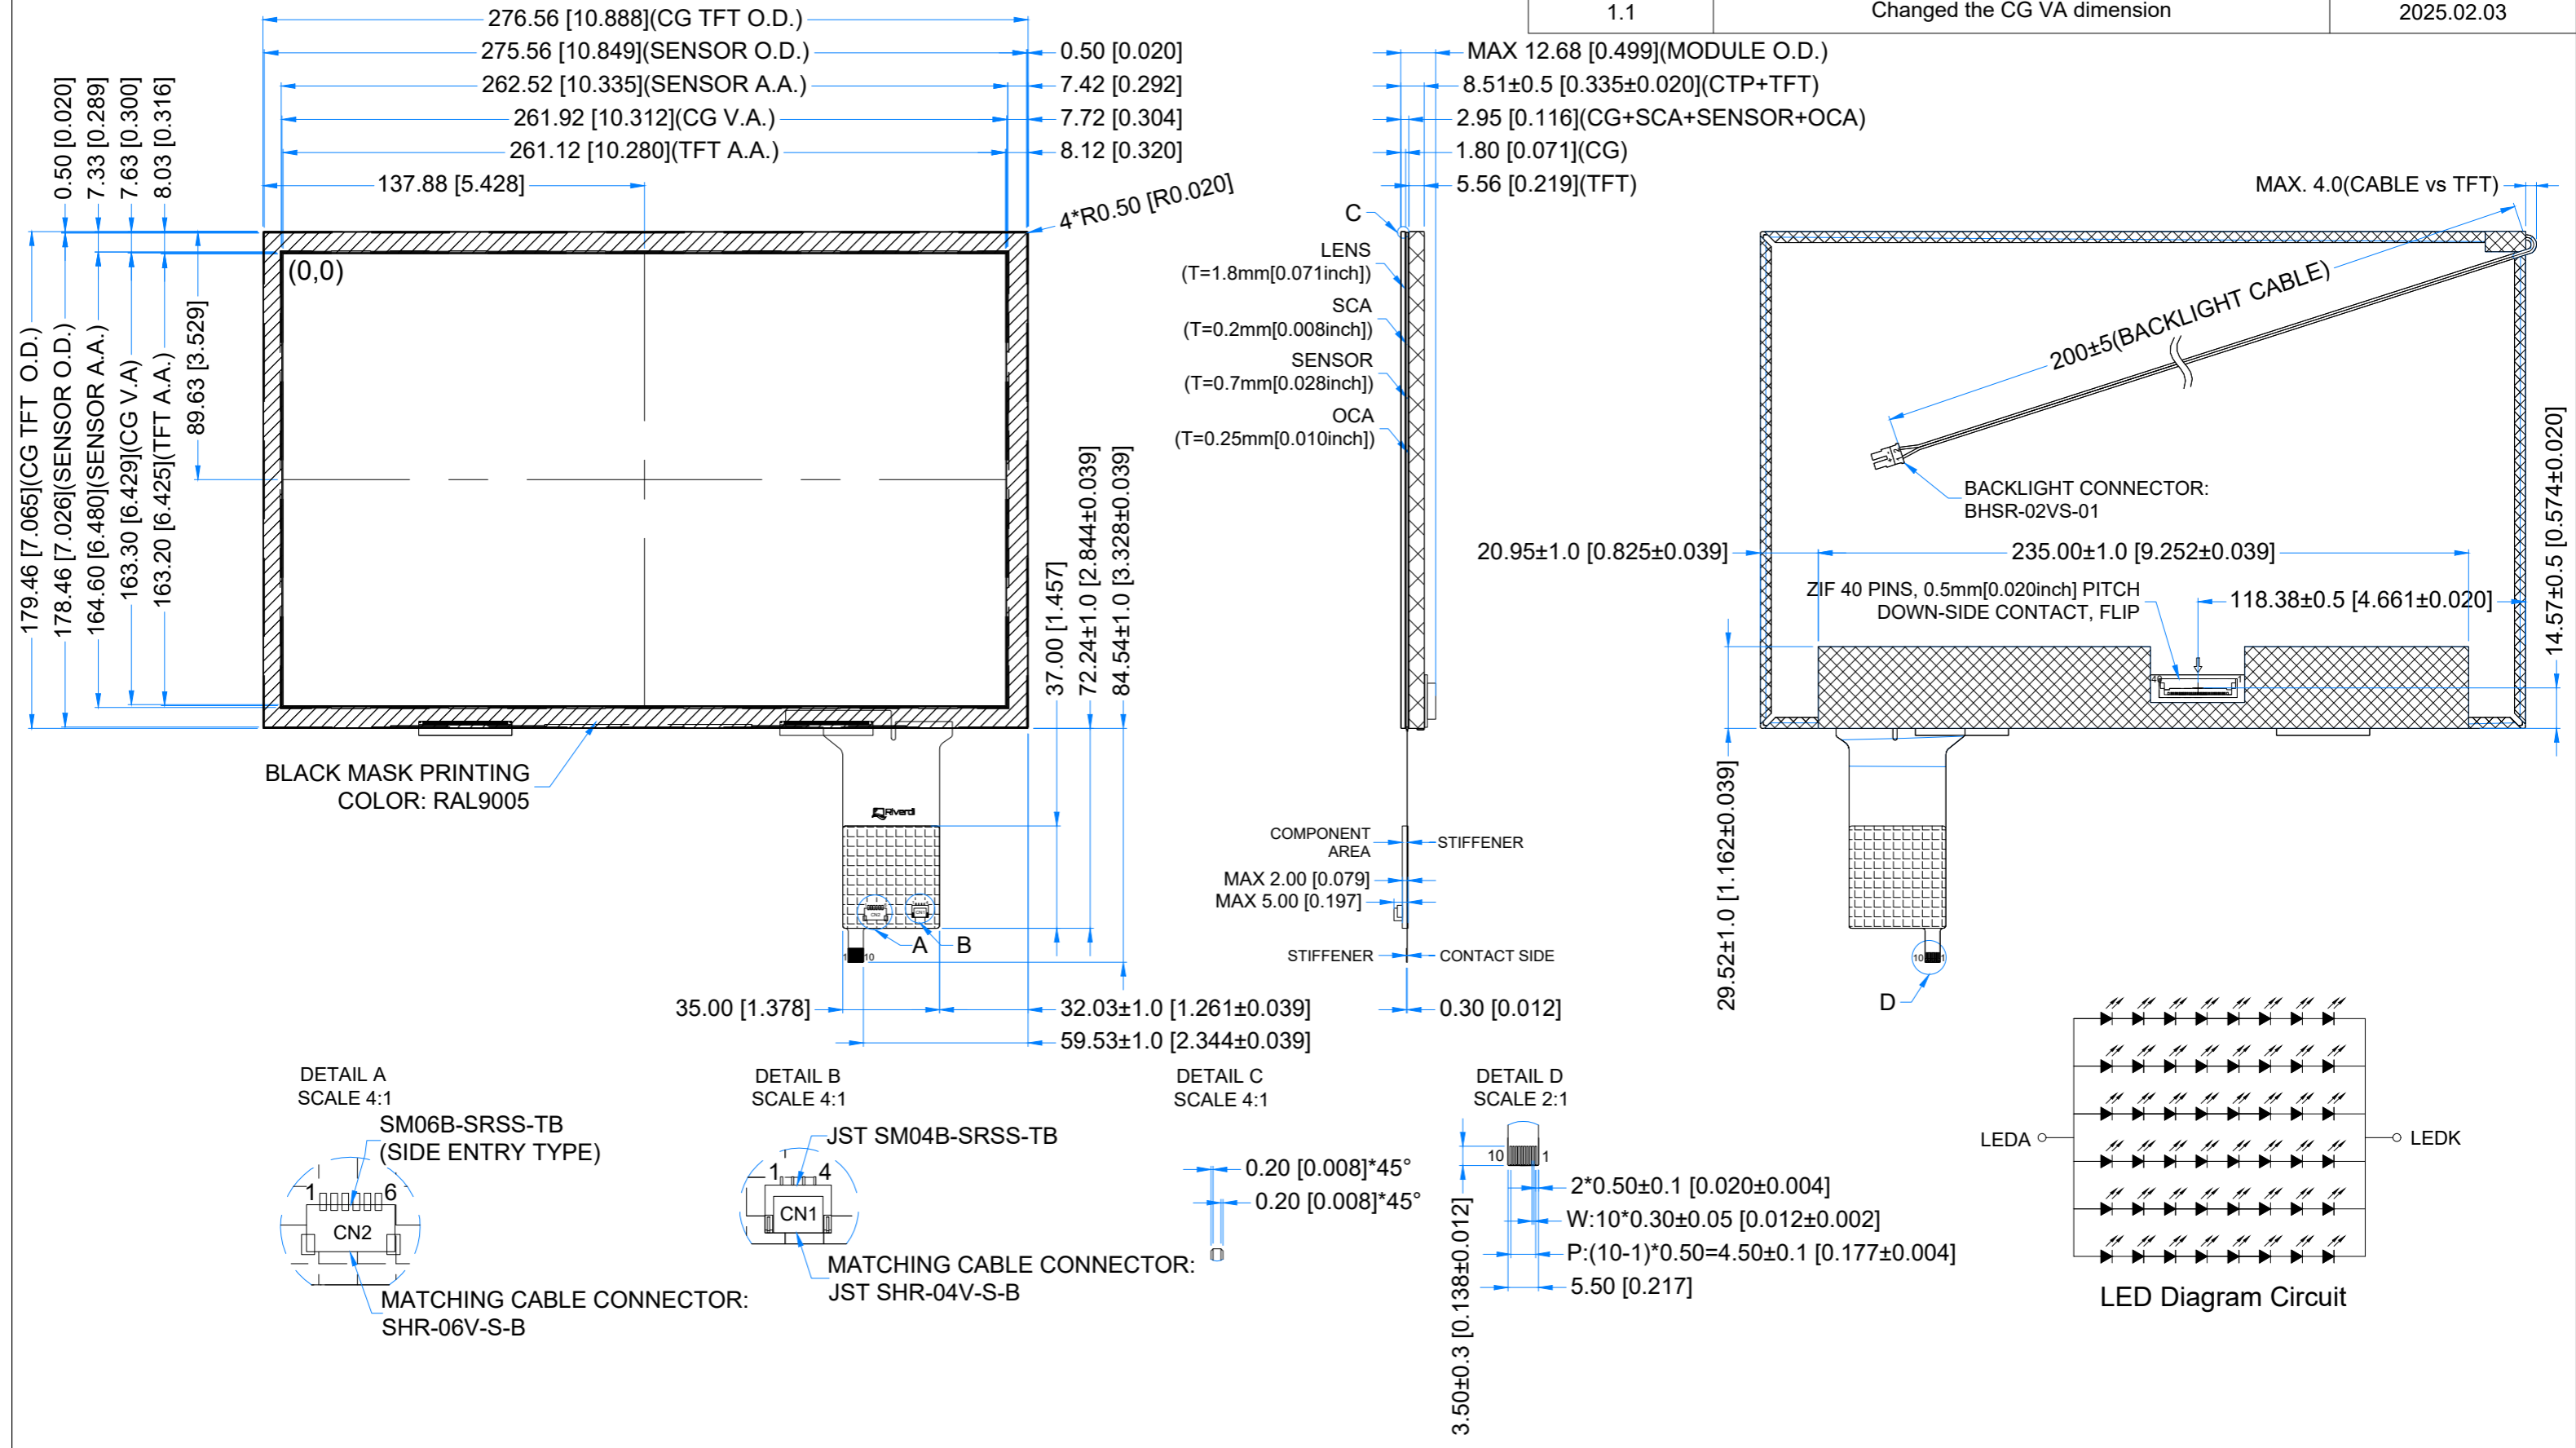 1.1 Changed the CG VA dimension 2025.02.03
276.56 [10.888](CG TFT O.D.)
275.56 [10.849](SENSOR O.D.)
0.50 [0.020]
262.52 [10.335](SENSOR A.A.)
7.42 [0.292]
261.92 [10.312](CG V.A.)
7.72 [0.304]
261.12 [10.280](TFT A.A.)
8.12 [0.320]
137.88 [5.428]
4*R0.50 [R0.020]
0.50 [0.020]
7.33 [0.289]
7.63 [0.300]
8.03 [0.316]
179.46 [7.065](CG TFT O.D.)
178.46 [7.026](SENSOR O.D.)
164.60 [6.480](SENSOR A.A.)
163.30 [6.429](CG V.A)
163.20 [6.425](TFT A.A.)
89.63 [3.529]
(0,0)
BLACK MASK PRINTING
COLOR: RAL9005
Riverdi
CN2
CN1
A
B
1
10
37.00 [1.457]
72.24±1.0 [2.844±0.039]
84.54±1.0 [3.328±0.039]
35.00 [1.378]
32.03±1.0 [1.261±0.039]
59.53±1.0 [2.344±0.039]
MAX 12.68 [0.499](MODULE O.D.)
8.51±0.5 [0.335±0.020](CTP+TFT)
2.95 [0.116](CG+SCA+SENSOR+OCA)
1.80 [0.071](CG)
5.56 [0.219](TFT)
C
LENS
(T=1.8mm[0.071inch])
SCA
(T=0.2mm[0.008inch])
SENSOR
(T=0.7mm[0.028inch])
OCA
(T=0.25mm[0.010inch])
COMPONENT
AREA
STIFFENER
MAX 2.00 [0.079]
MAX 5.00 [0.197]
STIFFENER
CONTACT SIDE
0.30 [0.012]
MAX. 4.0(CABLE vs TFT)
200±5(BACKLIGHT CABLE)
BACKLIGHT CONNECTOR:
BHSR-02VS-01
20.95±1.0 [0.825±0.039]
235.00±1.0 [9.252±0.039]
ZIF 40 PINS, 0.5mm[0.020inch] PITCH
DOWN-SIDE CONTACT, FLIP
118.38±0.5 [4.661±0.020]
14.57±0.5 [0.574±0.020]
29.52±1.0 [1.162±0.039]
40
1
10
1
D
DETAIL A
SCALE 4:1
SM06B-SRSS-TB
(SIDE ENTRY TYPE)
1
6
CN2
MATCHING CABLE CONNECTOR:
SHR-06V-S-B
DETAIL B
SCALE 4:1
JST SM04B-SRSS-TB
1
4
CN1
MATCHING CABLE CONNECTOR:
JST SHR-04V-S-B
DETAIL C
SCALE 4:1
0.20 [0.008]*45°
0.20 [0.008]*45°
DETAIL D
SCALE 2:1
10
1
2*0.50±0.1 [0.020±0.004]
W:10*0.30±0.05 [0.012±0.002]
P:(10-1)*0.50=4.50±0.1 [0.177±0.004]
5.50 [0.217]
3.50±0.3 [0.138±0.012]
LEDA
LEDK
LED Diagram Circuit